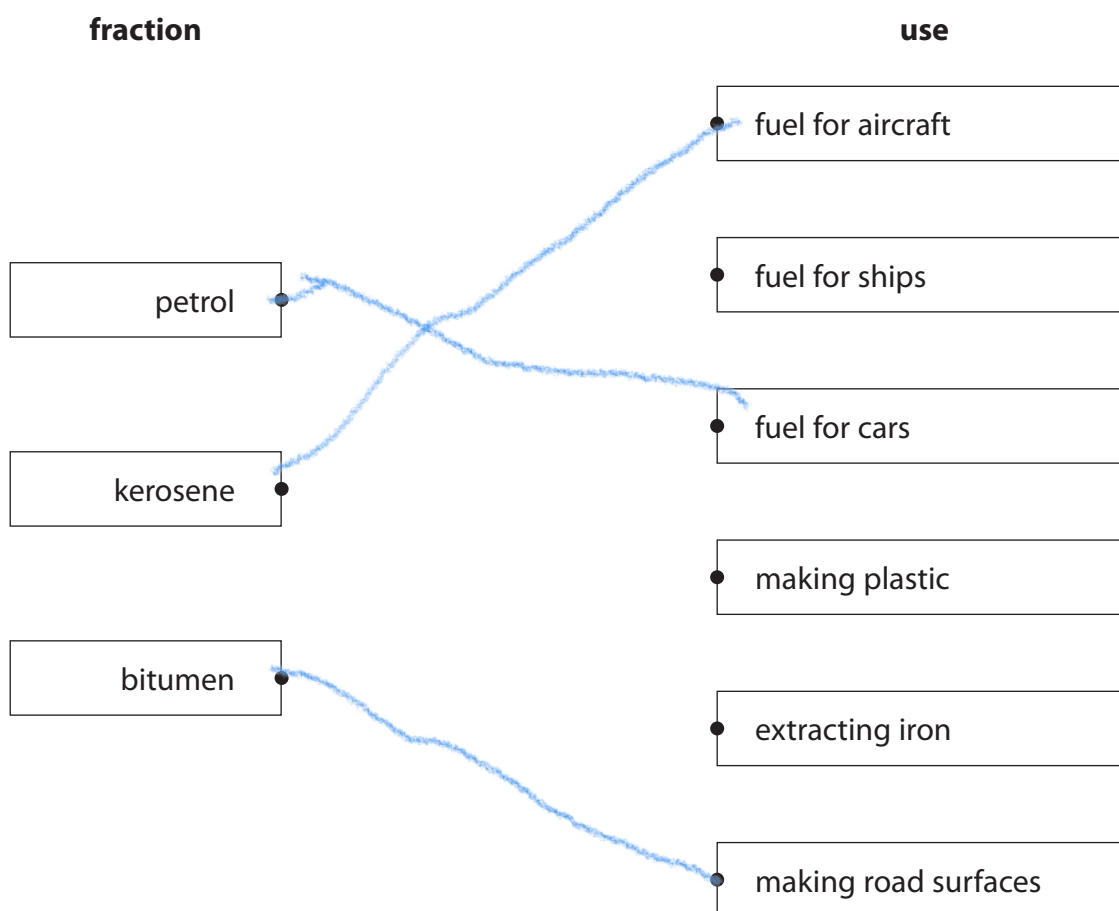 fraction use
fuel for aircraft
fuel for ships
petrol
fuel for cars
kerosene
making plastic
bitumen
extracting iron
making road surfaces